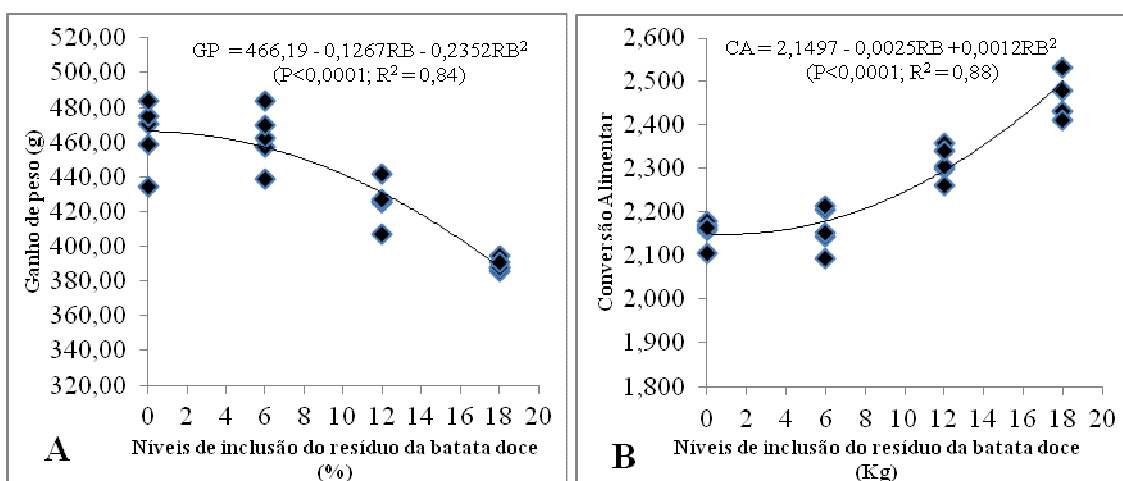 GP = 466,19 - 0,1267RB - 0,2352RB²
(P<0,0001; R² = 0,84)
520,00
500,00
480,00
460,00
440,00
420,00
400,00
380,00
360,00
340,00
320,00
Ganho de peso (g)
0 2 4 6 8 10 12 14 16 18 20
Níveis de inclusão do resíduo da batata doce
(%)
A
CA = 2,1497 - 0,0025RB + 0,0012RB²
(P<0,0001; R² = 0,88)
2,600
2,500
2,400
2,300
2,200
2,100
2,000
1,900
1,800
Conversão Alimentar
0 2 4 6 8 10 12 14 16 18 20
Níveis de inclusão do resíduo da batata doce
(Kg)
B